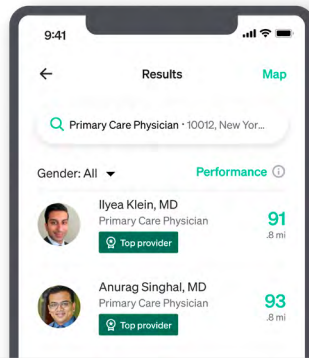 9:41
Results
Map
Primary Care Physician · 10012, New Yor...
Gender: All
Performance
Ilyea Klein, MD
Primary Care Physician
91
.8 mi
Top provider
Anurag Singhal, MD
Primary Care Physician
93
.8 mi
Top provider